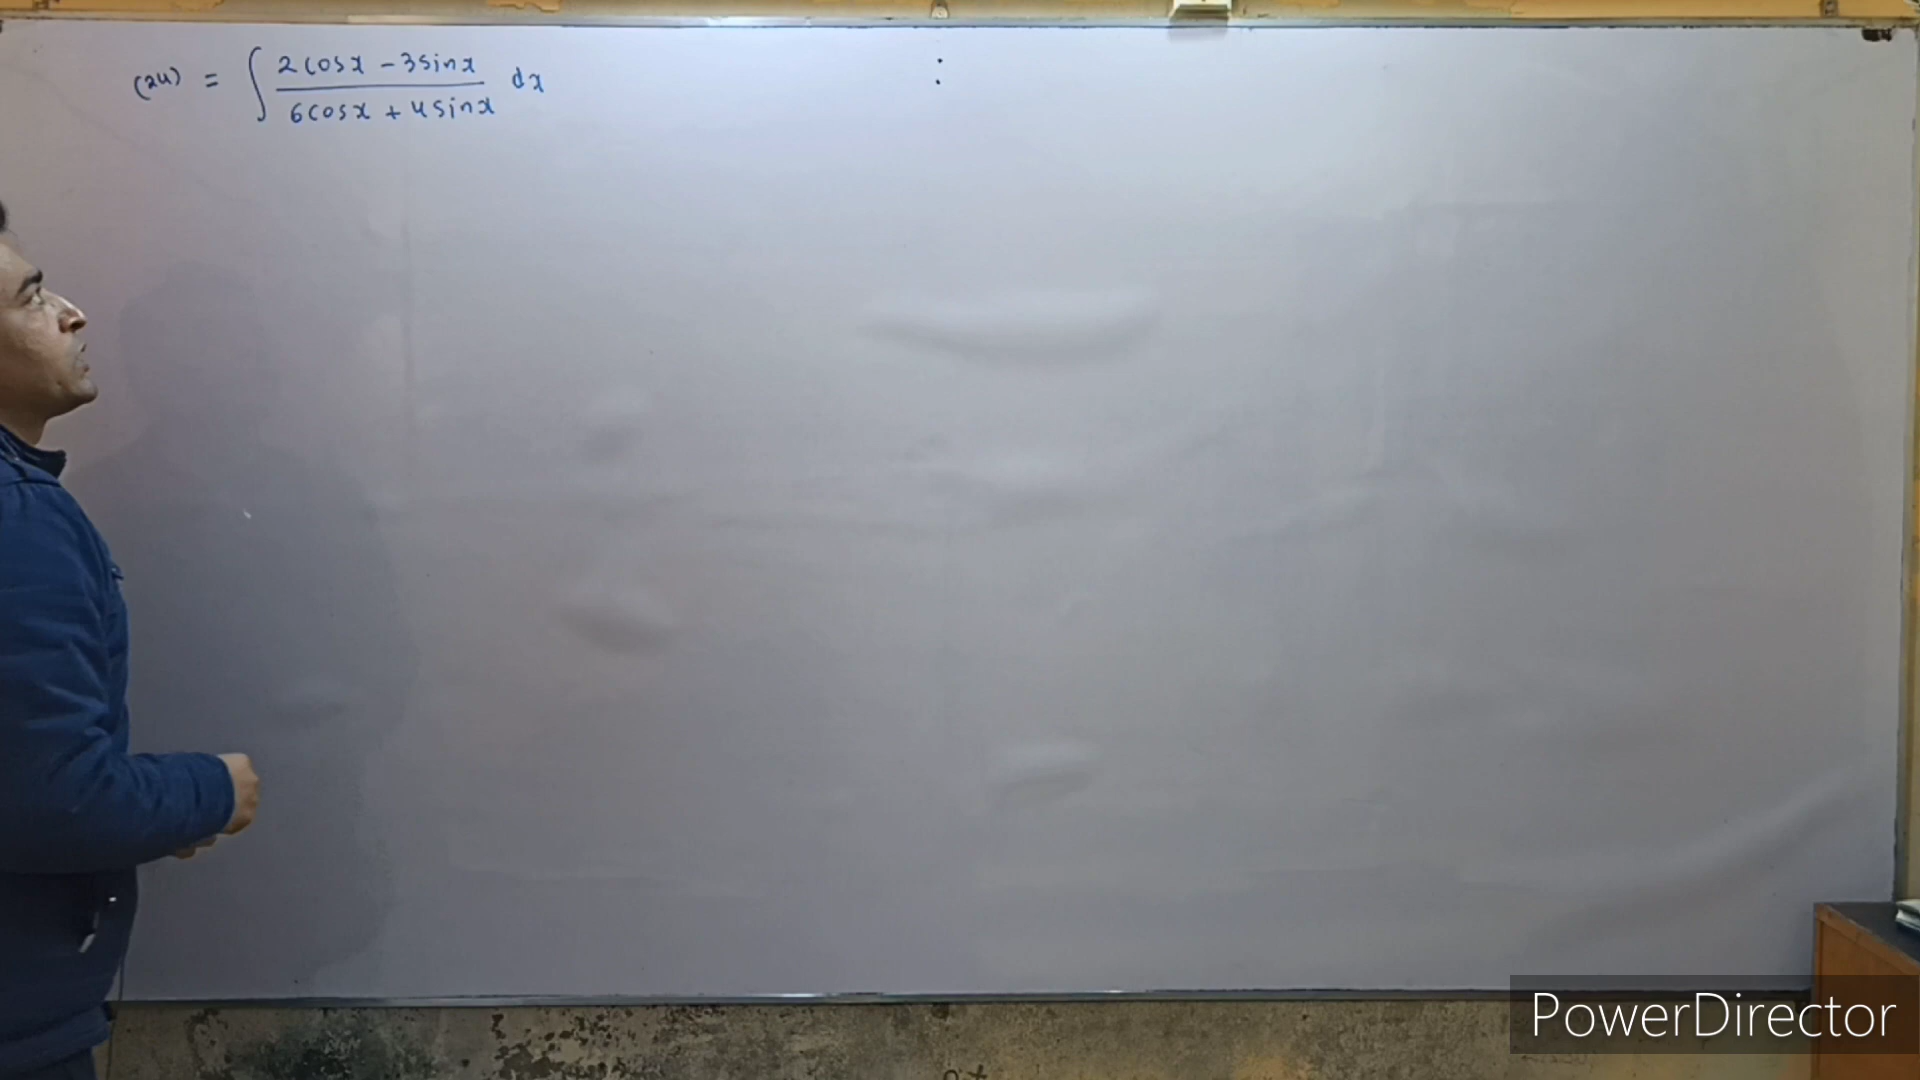 (24) = ∫ (2cosx - 3sinx)/(6cosx + 4sinx) dx
:
PowerDirector